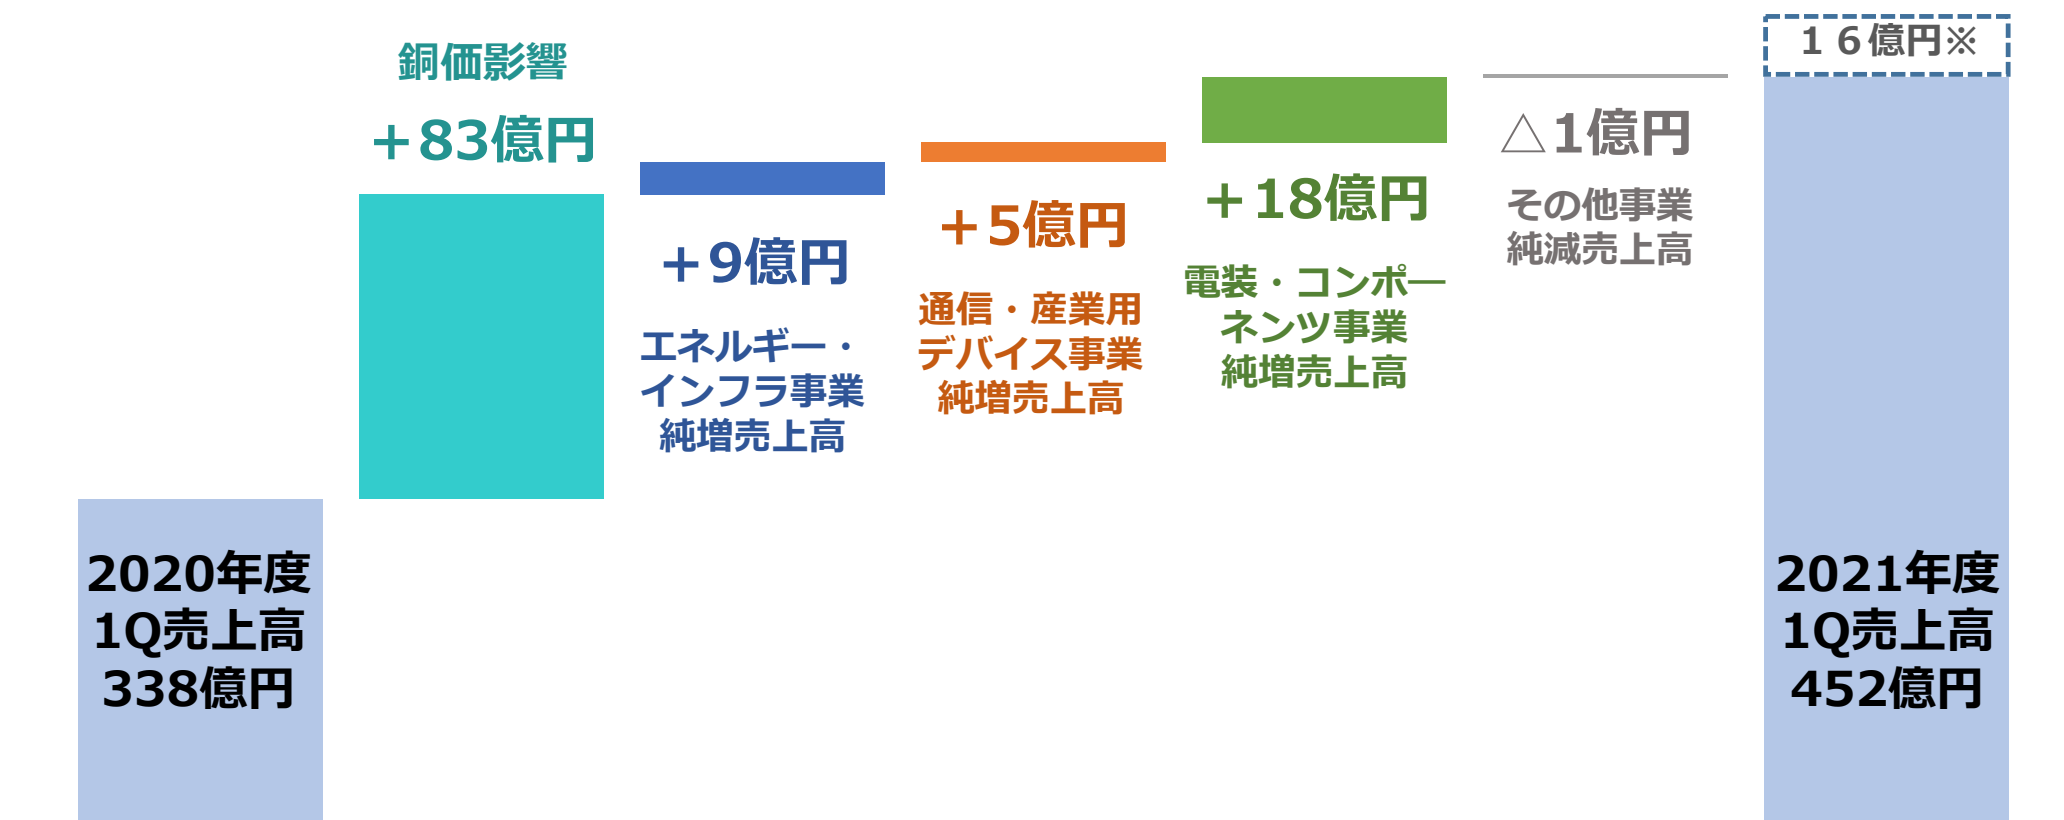 2020年度
1Q売上高
338億円
銅価影響
+83億円
+9億円
エネルギー・
インフラ事業
純増売上高
+5億円
通信・産業用
デバイス事業
純増売上高
+18億円
電装・コンポー
ネンツ事業
純増売上高
△1億円
その他事業
純減売上高
16億円※
2021年度
1Q売上高
452億円